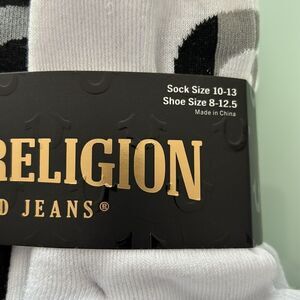 Sock Size 10-13
Shoe Size 8-12.5
Made in China
RELIGION
D JEANS®